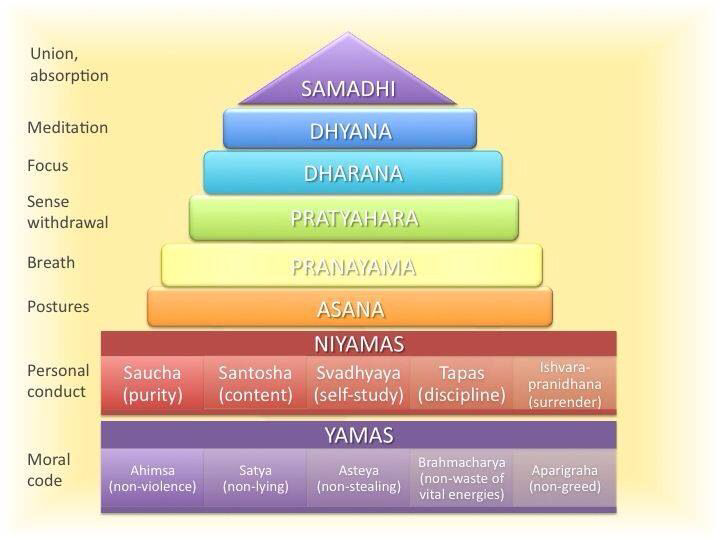 Union,
absorption
SAMADHI
Meditation
DHYANA
Focus
DHARANA
Sense
withdrawal
PRATYAHARA
Breath
PRANAYAMA
Postures
ASANA
NIYAMAS
Personal
conduct
Saucha
(purity)
Santosha
(content)
Svadhyaya
(self-study)
Tapas
(discipline)
Ishvara-
pranidhana
(surrender)
YAMAS
Moral
code
Ahimsa
(non-violence)
Satya
(non-lying)
Asteya
(non-stealing)
Brahmacharya
(non-waste of
vital energies)
Aparigraha
(non-greed)